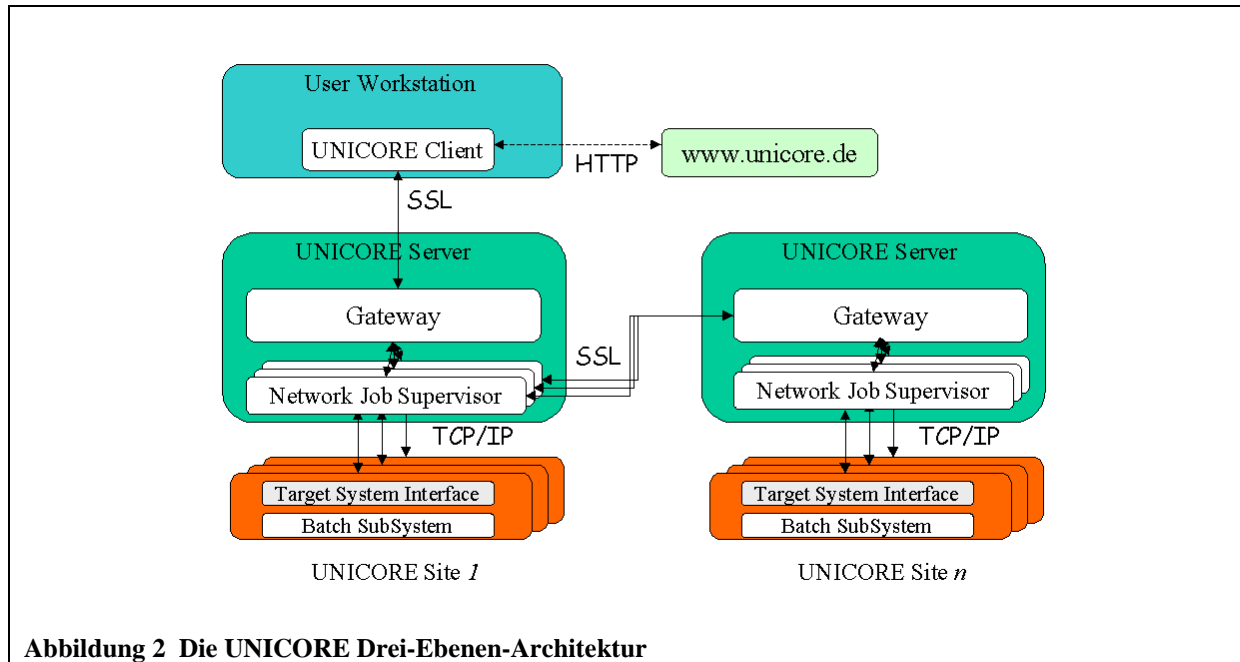 User Workstation
UNICORE Client
HTTP
www.unicore.de
SSL
UNICORE Server
Gateway
Network Job Supervisor
SSL
UNICORE Server
Gateway
Network Job Supervisor
TCP/IP
Target System Interface
Batch SubSystem
UNICORE Site 1
TCP/IP
Target System Interface
Batch SubSystem
UNICORE Site n
Abbildung 2 Die UNICORE Drei-Ebenen-Architektur